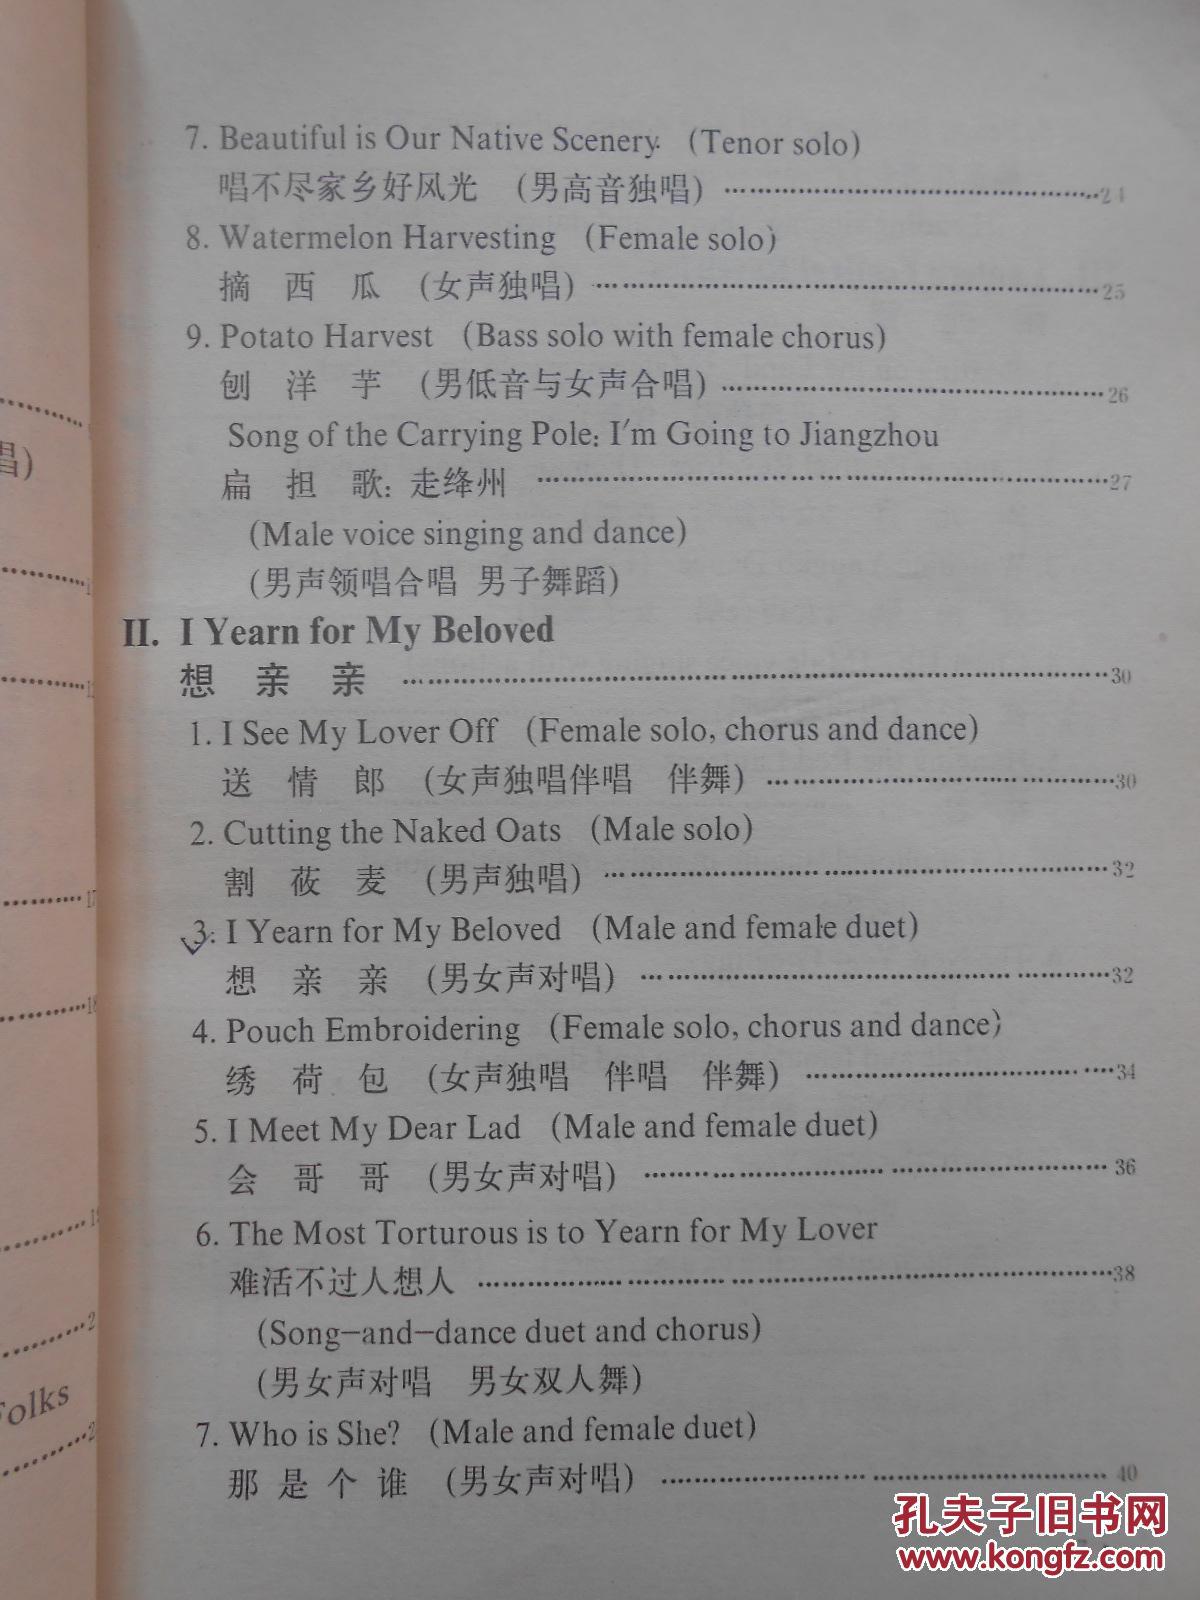 7. Beautiful is Our Native Scenery (Tenor solo)
唱不尽家乡好风光 (男高音独唱) ……………………24
8. Watermelon Harvesting (Female solo)
摘 西 瓜 (女声独唱) ……………………25
9. Potato Harvest (Bass solo with female chorus)
刨 洋 芋 (男低音与女声合唱) ……………………26
Song of the Carrying Pole: I'm Going to Jiangzhou
扁 担 歌: 走绛州 ……………………27
(Male voice singing and dance)
(男声领唱合唱 男子舞蹈)
II. I Yearn for My Beloved
想 亲 亲 ……………………30
1. I See My Lover Off (Female solo, chorus and dance)
送 情 郎 (女声独唱伴唱 伴舞) ……………………30
2. Cutting the Naked Oats (Male solo)
割 莜 麦 (男声独唱) ……………………32
3. I Yearn for My Beloved (Male and female duet)
想 亲 亲 (男女声对唱) ……………………32
4. Pouch Embroidering (Female solo, chorus and dance)
绣 荷 包 (女声独唱 伴唱 伴舞) ……………………34
5. I Meet My Dear Lad (Male and female duet)
会 哥 哥 (男女声对唱) ……………………36
6. The Most Torturous is to Yearn for My Lover
难活不过人想人 ……………………38
(Song-and-dance duet and chorus)
(男女声对唱 男女双人舞)
7. Who is She? (Male and female duet)
那 是 个 谁 (男女声对唱) ……………………40
唱)
17
18
Folks
孔夫子旧书网
www.kongfz.com